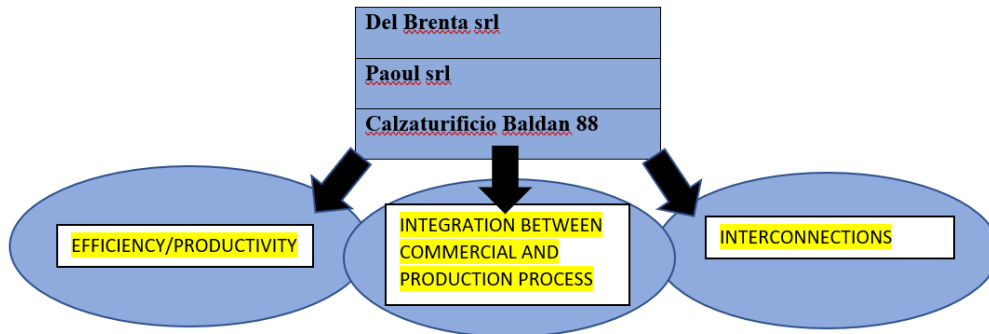 Del Brenta srl
Paoul srl
Calzaturificio Baldan 88
EFFICIENCY/PRODUCTIVITY
INTEGRATION BETWEEN
COMMERCIAL AND
PRODUCTION PROCESS
INTERCONNECTIONS